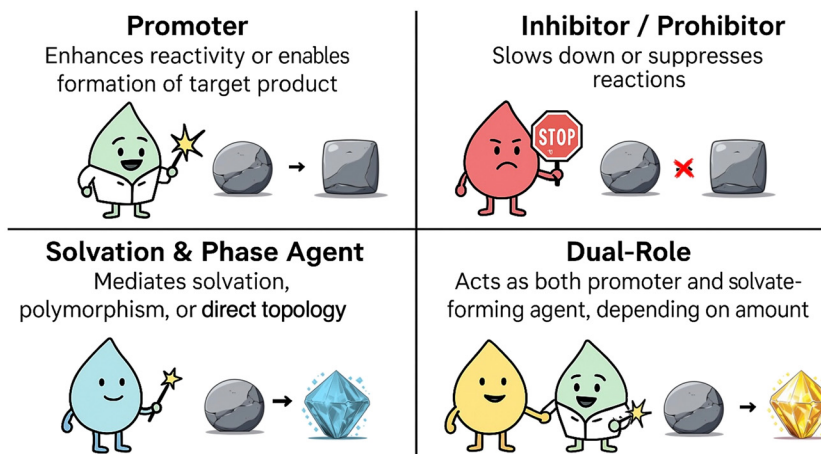 Promoter
Enhances reactivity or enables
formation of target product
Inhibitor / Prohibitor
Slows down or suppresses
reactions
STOP
Solvation & Phase Agent
Mediates solvation,
polymorphism, or direct topology
Dual-Role
Acts as both promoter and solvate-
forming agent, depending on amount